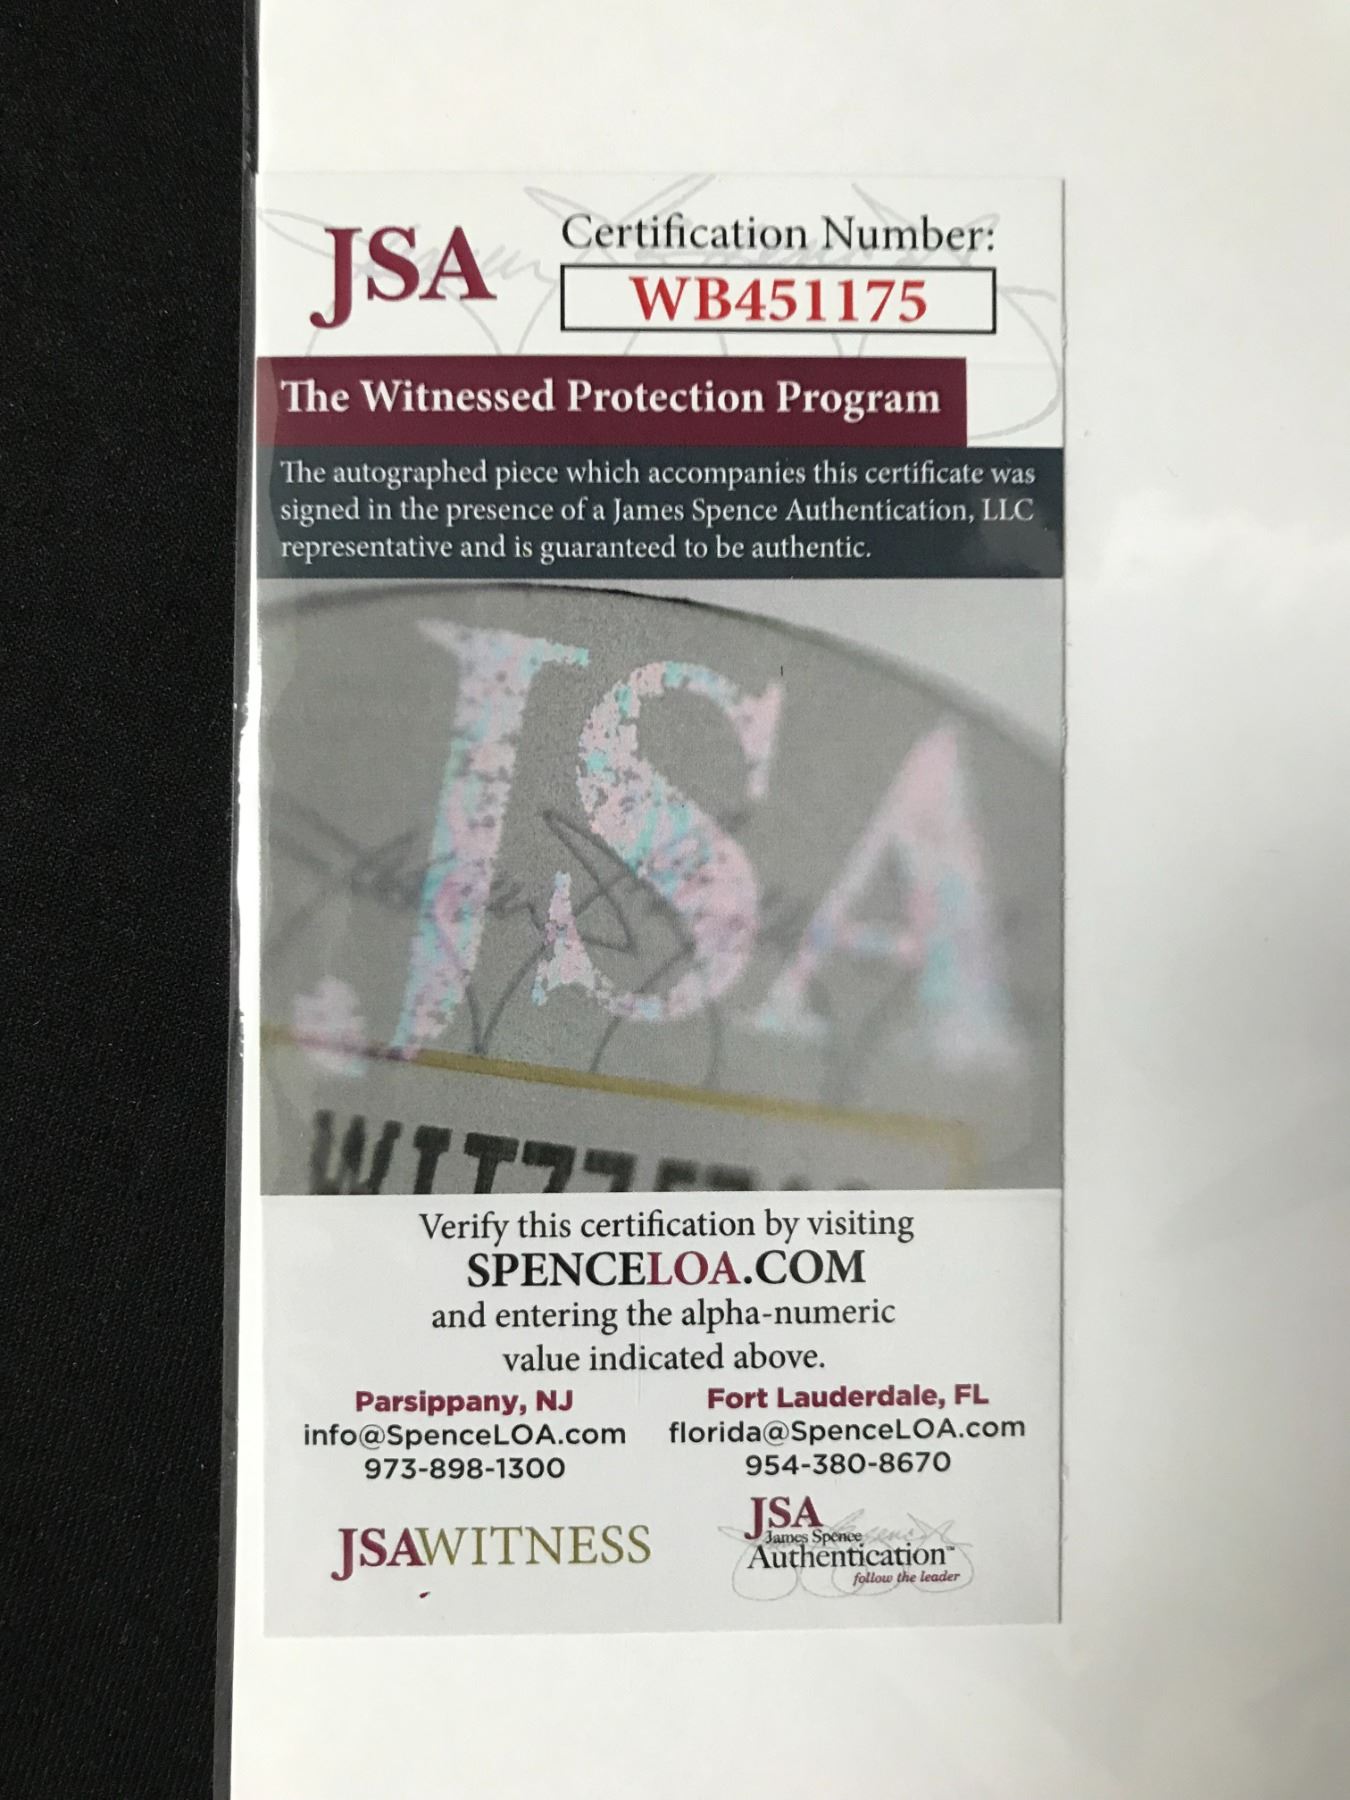 JSA
Certification Number:
WB451175
The Witnessed Protection Program
The autographed piece which accompanies this certificate was
signed in the presence of a James Spence Authentication, LLC
representative and is guaranteed to be authentic.
JSA
Verify this certification by visiting
SPENCELOA.COM
and entering the alpha-numeric
value indicated above.
Parsippany, NJ
info@SpenceLOA.com
973-898-1300
Fort Lauderdale, FL
florida@SpenceLOA.com
954-380-8670
JSAWITNESS
JSA
James Spence
Authentication™
follow the leader